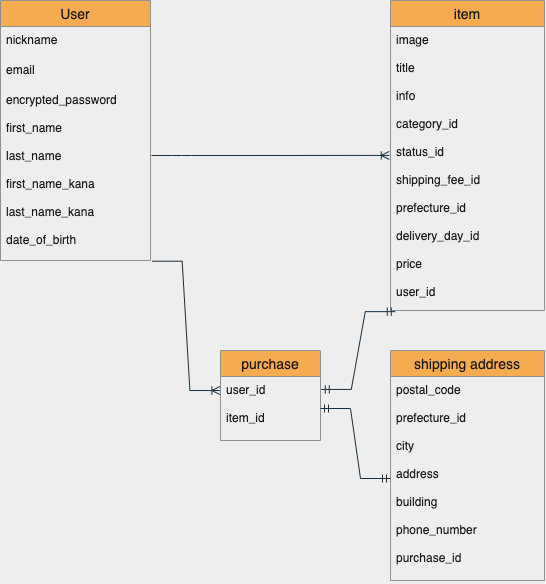 User
nickname
email
encrypted_password
first_name
last_name
first_name_kana
last_name_kana
date_of_birth
item
image
title
info
category_id
status_id
shipping_fee_id
prefecture_id
delivery_day_id
price
user_id
purchase
user_id
item_id
shipping address
postal_code
prefecture_id
city
address
building
phone_number
purchase_id